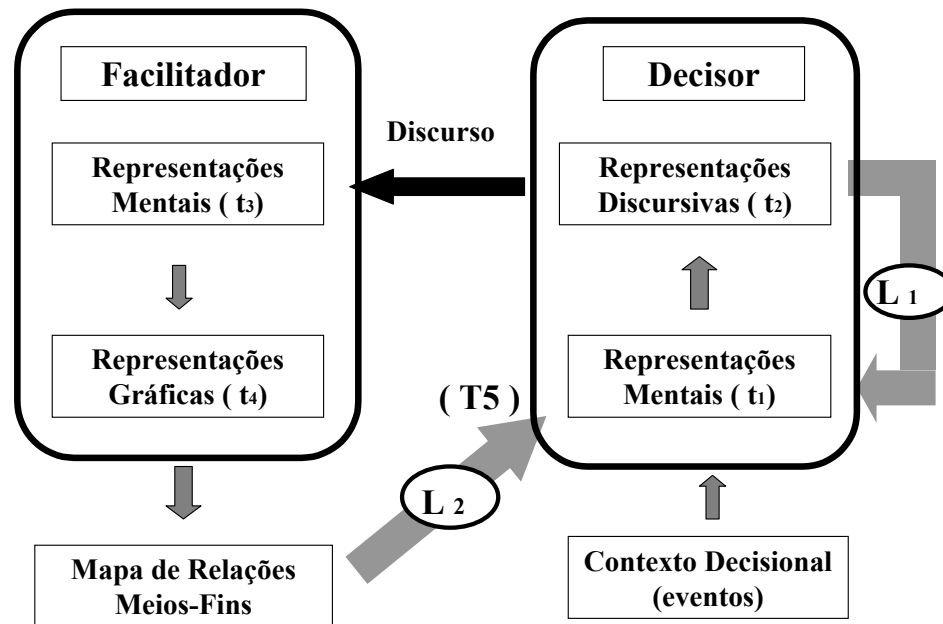 Facilitador
Decisor
Discurso
Representações
Mentais ( t3)
Representações
Discursivas ( t2)
L 1
Representações
Gráficas ( t4)
Representações
Mentais ( t1)
( T5 )
L 2
Mapa de Relações
Meios-Fins
Contexto Decisional
(eventos)